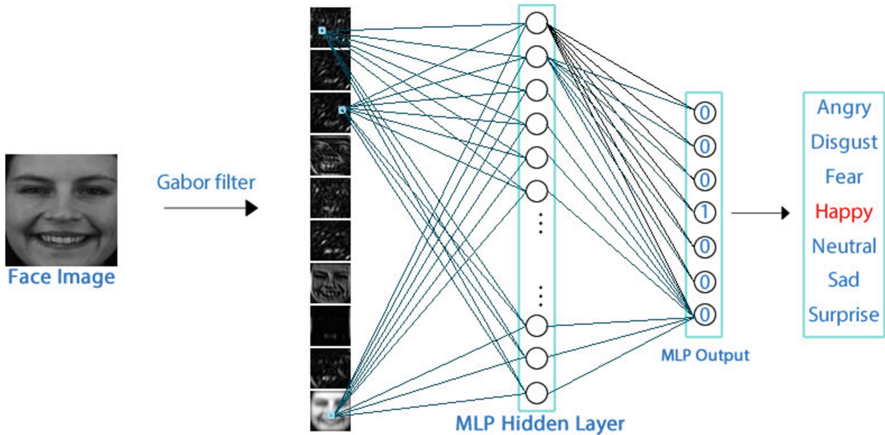 Face Image
Gabor filter
MLP Hidden Layer
0
0
0
1
0
0
0
MLP Output
Angry
Disgust
Fear
Happy
Neutral
Sad
Surprise